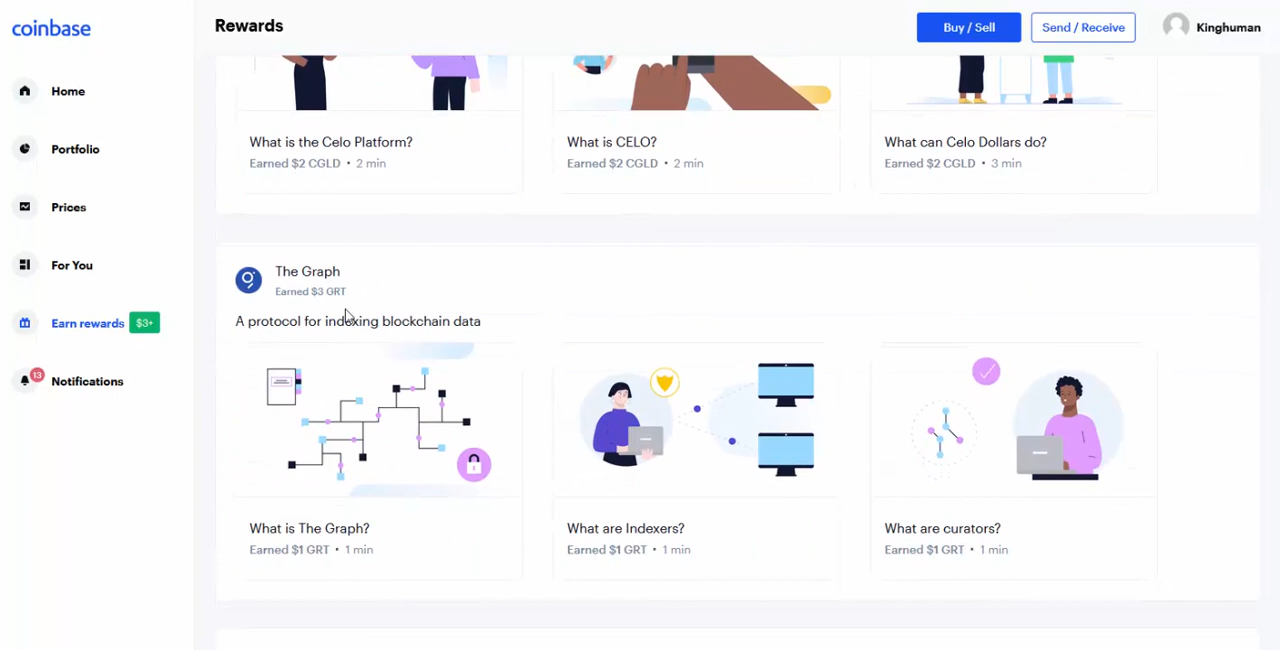 coinbase
Rewards
Buy / Sell
Send / Receive
Kinghuman
Home
Portfolio
Prices
For You
Earn rewards $3+
13
Notifications
What is the Celo Platform?
Earned $2 CGLD • 2 min
What is CELO?
Earned $2 CGLD • 2 min
What can Celo Dollars do?
Earned $2 CGLD • 3 min
The Graph
Earned $3 GRT
A protocol for indexing blockchain data
What is The Graph?
Earned $1 GRT • 1 min
What are Indexers?
Earned $1 GRT • 1 min
What are curators?
Earned $1 GRT • 1 min